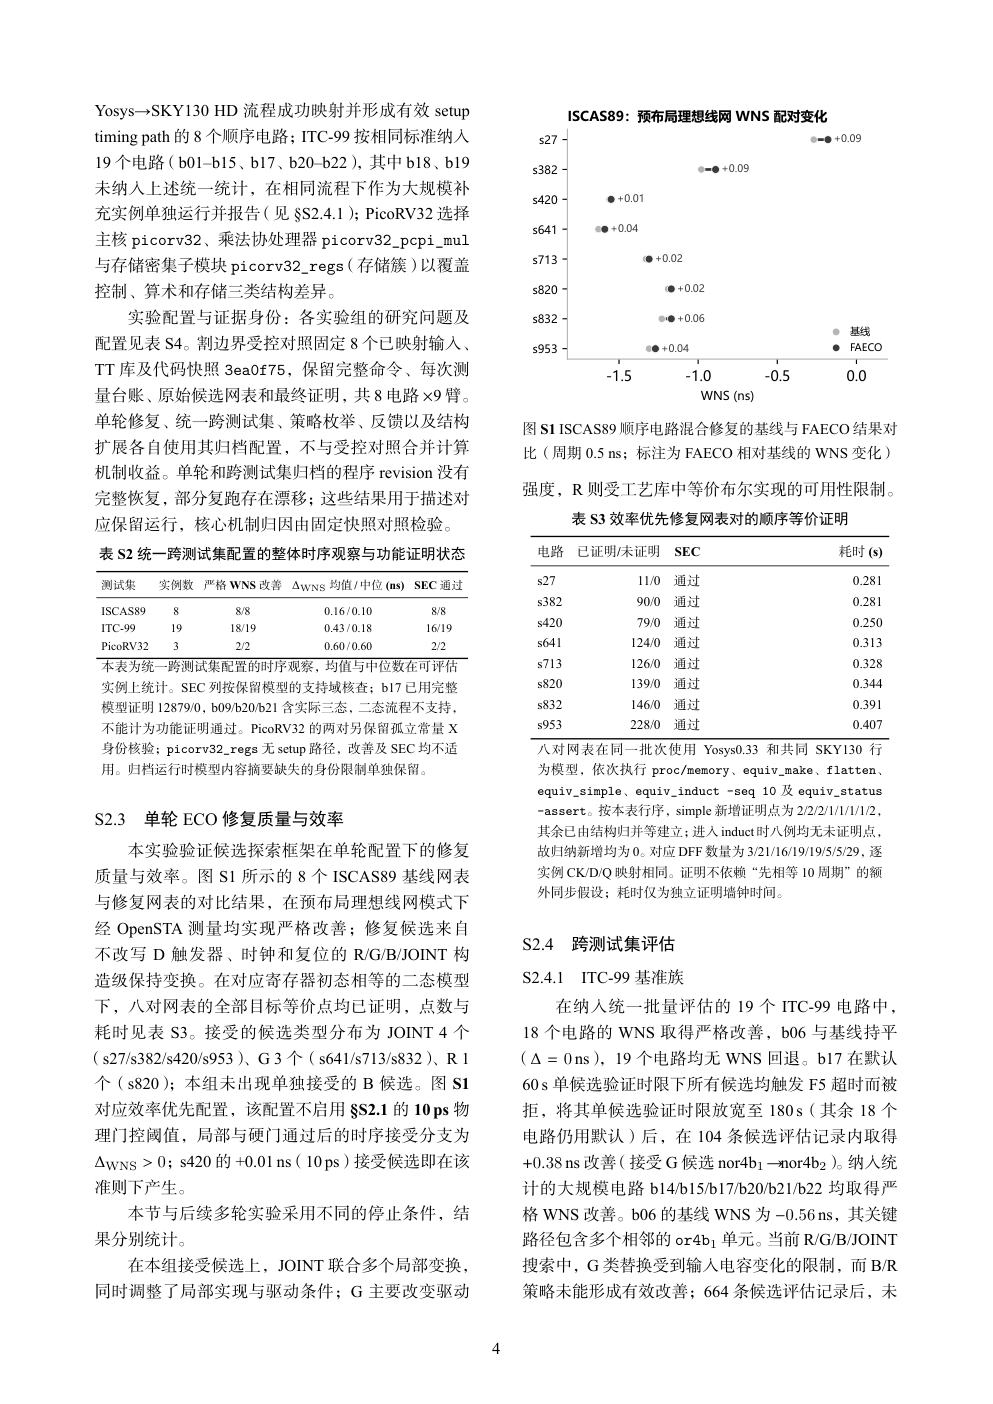 Yosys→SKY130 HD 流程成功映射并形成有效 setup
timing path 的 8 个顺序电路；ITC-99 按相同标准纳入
19 个电路（b01–b15、b17、b20–b22），其中 b18、b19
未纳入上述统一统计，在相同流程下作为大规模补
充实例单独运行并报告（见 §S2.4.1）；PicoRV32 选择
主核 picorv32、乘法协处理器 picorv32_pcpi_mul
与存储密集子模块 picorv32_regs（存储簇）以覆盖
控制、算术和存储三类结构差异。
实验配置与证据身份：各实验组的研究问题及
配置见表 S4。割边界受控对照固定 8 个已映射输入、
TT 库及代码快照 3ea0f75，保留完整命令、每次测
量台账、原始候选网表和最终证明，共 8 电路 ×9 臂。
单轮修复、统一跨测试集、策略枚举、反馈以及结构
扩展各自使用其归档配置，不与受控对照合并计算
机制收益。单轮和跨测试集归档的程序 revision 没有
完整恢复，部分复跑存在漂移；这些结果用于描述对
应保留运行，核心机制归因由固定快照对照检验。
表 S2 统一跨测试集配置的整体时序观察与功能证明状态
测试集 实例数 严格 WNS 改善 ΔWNS 均值 / 中位 (ns) SEC 通过
ISCAS89 8 8/8 0.16 / 0.10 8/8
ITC-99 19 18/19 0.43 / 0.18 16/19
PicoRV32 3 2/2 0.60 / 0.60 2/2
本表为统一跨测试集配置的时序观察，均值与中位数在可评估
实例上统计。SEC 列按保留模型的支持域核查；b17 已用完整
模型证明 12879/0，b09/b20/b21 含实际三态，二态流程不支持，
不能计为功能证明通过。PicoRV32 的两对另保留孤立常量 X
身份核验；picorv32_regs 无 setup 路径，改善及 SEC 均不适
用。归档运行时模型内容摘要缺失的身份限制单独保留。
S2.3 单轮 ECO 修复质量与效率
本实验验证候选探索框架在单轮配置下的修复
质量与效率。图 S1 所示的 8 个 ISCAS89 基线网表
与修复网表的对比结果，在预布局理想线网模式下
经 OpenSTA 测量均实现严格改善；修复候选来自
不改写 D 触发器、时钟和复位的 R/G/B/JOINT 构
造级保持变换。在对应寄存器初态相等的二态模型
下，八对网表的全部目标等价点均已证明，点数与
耗时见表 S3。接受的候选类型分布为 JOINT 4 个
（s27/s382/s420/s953）、G 3 个（s641/s713/s832）、R 1
个（s820）；本组未出现单独接受的 B 候选。图 S1
对应效率优先配置，该配置不启用 §S2.1 的 10 ps 物
理门控阈值，局部与硬门通过后的时序接受分支为
ΔWNS > 0；s420 的 +0.01 ns（10 ps）接受候选即在该
准则下产生。
本节与后续多轮实验采用不同的停止条件，结
果分别统计。
在本组接受候选上，JOINT 联合多个局部变换，
同时调整了局部实现与驱动条件；G 主要改变驱动
ISCAS89：预布局理想线网 WNS 配对变化
s27 +0.09
s382 +0.09
s420 +0.01
s641 +0.04
s713 +0.02
s820 +0.02
s832 +0.06
s953 +0.04
基线
FAECO
-1.5 -1.0 -0.5 0.0
WNS (ns)
图 S1 ISCAS89 顺序电路混合修复的基线与 FAECO 结果对
比（周期 0.5 ns；标注为 FAECO 相对基线的 WNS 变化）
强度，R 则受工艺库中等价布尔实现的可用性限制。
表 S3 效率优先修复网表对的顺序等价证明
电路 已证明/未证明 SEC 耗时 (s)
s27 11/0 通过 0.281
s382 90/0 通过 0.281
s420 79/0 通过 0.250
s641 124/0 通过 0.313
s713 126/0 通过 0.328
s820 139/0 通过 0.344
s832 146/0 通过 0.391
s953 228/0 通过 0.407
八对网表在同一批次使用 Yosys0.33 和共同 SKY130 行
为模型，依次执行 proc/memory、equiv_make、flatten、
equiv_simple、equiv_induct -seq 10 及 equiv_status
-assert。按本表行序，simple 新增证明点为 2/2/2/1/1/1/1/2，
其余已由结构归并等建立；进入 induct 时八例均无未证明点，
故归纳新增均为 0。对应 DFF 数量为 3/21/16/19/19/5/5/29，逐
实例 CK/D/Q 映射相同。证明不依赖“先相等 10 周期”的额
外同步假设；耗时仅为独立证明墙钟时间。
S2.4 跨测试集评估
S2.4.1 ITC-99 基准族
在纳入统一批量评估的 19 个 ITC-99 电路中，
18 个电路的 WNS 取得严格改善，b06 与基线持平
（Δ = 0 ns），19 个电路均无 WNS 回退。b17 在默认
60 s 单候选验证时限下所有候选均触发 F5 超时而被
拒，将其单候选验证时限放宽至 180 s（其余 18 个
电路仍用默认）后，在 104 条候选评估记录内取得
+0.38 ns 改善（接受 G 候选 nor4b1→nor4b2）。纳入统
计的大规模电路 b14/b15/b17/b20/b21/b22 均取得严
格 WNS 改善。b06 的基线 WNS 为 −0.56 ns，其关键
路径包含多个相邻的 or4b1 单元。当前 R/G/B/JOINT
搜索中，G 类替换受到输入电容变化的限制，而 B/R
策略未能形成有效改善；664 条候选评估记录后，未
4